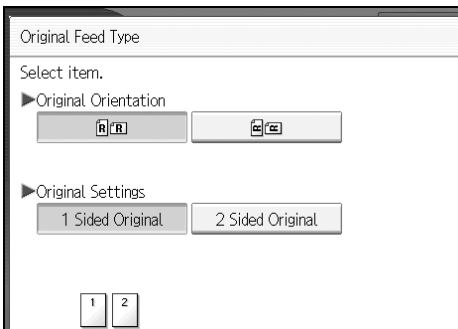 Original Feed Type
Select item.
▶Original Orientation
R R R R
▶Original Settings
1 Sided Original 2 Sided Original
1 2